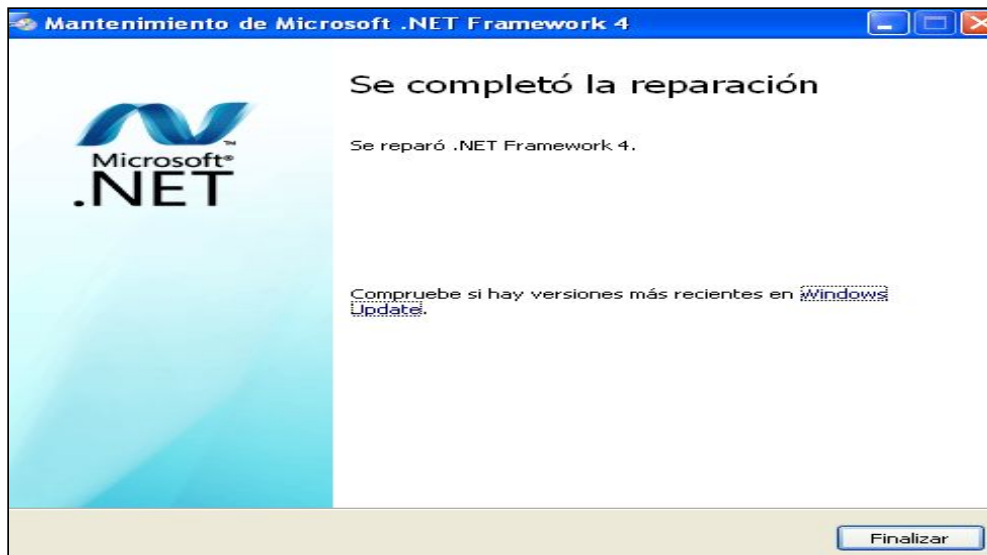 Mantenimiento de Microsoft .NET Framework 4
Se completó la reparación
Microsoft®
.NET™
Se reparó .NET Framework 4.
Compruebe si hay versiones más recientes en Windows
Update.
Finalizar